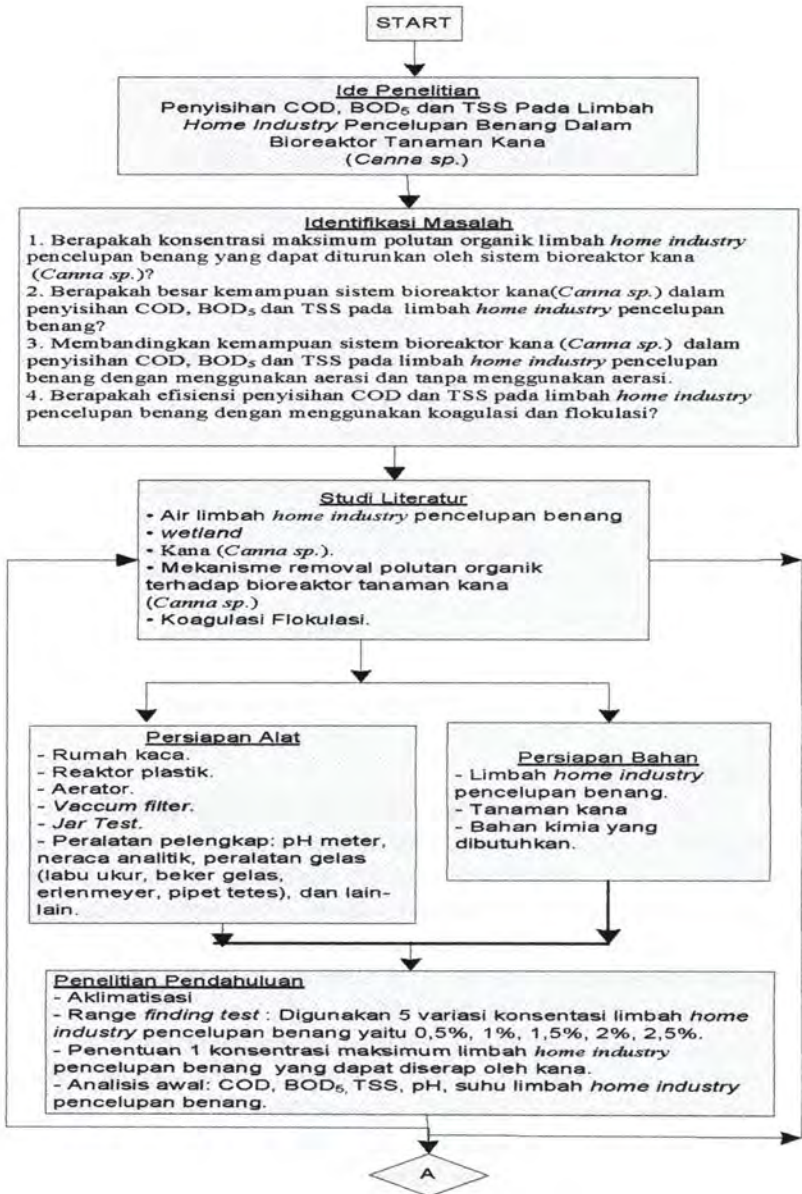 START
Ide Penelitian
Penyisihan COD, BOD₅ dan TSS Pada Limbah
Home Industry Pencelupan Benang Dalam
Bioreaktor Tanaman Kana
(Canna sp.)
Identifikasi Masalah
1. Berapakah konsentrasi maksimum polutan organik limbah home industry
pencelupan benang yang dapat diturunkan oleh sistem bioreaktor kana
(Canna sp.)?
2. Berapakah besar kemampuan sistem bioreaktor kana(Canna sp.) dalam
penyisihan COD, BOD₅ dan TSS pada limbah home industry pencelupan
benang?
3. Membandingkan kemampuan sistem bioreaktor kana (Canna sp.) dalam
penyisihan COD, BOD₅ dan TSS pada limbah home industry pencelupan
benang dengan menggunakan aerasi dan tanpa menggunakan aerasi.
4. Berapakah efisiensi penyisihan COD dan TSS pada limbah home industry
pencelupan benang dengan menggunakan koagulasi dan flokulasi?
Studi Literatur
• Air limbah home industry pencelupan benang
• wetland
• Kana (Canna sp.).
• Mekanisme removal polutan organik
terhadap bioreaktor tanaman kana
(Canna sp.)
• Koagulasi Flokulasi.
Persiapan Alat
- Rumah kaca.
- Reaktor plastik.
- Aerator.
- Vaccum filter.
- Jar Test.
- Peralatan pelengkap: pH meter,
neraca analitik, peralatan gelas
(labu ukur, beker gelas,
erlenmeyer, pipet tetes), dan lain-
lain.
Persiapan Bahan
- Limbah home industry
pencelupan benang.
- Tanaman kana
- Bahan kimia yang
dibutuhkan.
Penelitian Pendahuluan
- Aklimatisasi
- Range finding test : Digunakan 5 variasi konsentasi limbah home
industry pencelupan benang yaitu 0,5%, 1%, 1,5%, 2%, 2,5%.
- Penentuan 1 konsentrasi maksimum limbah home industry
pencelupan benang yang dapat diserap oleh kana.
- Analisis awal: COD, BOD₅, TSS, pH, suhu limbah home industry
pencelupan benang.
A